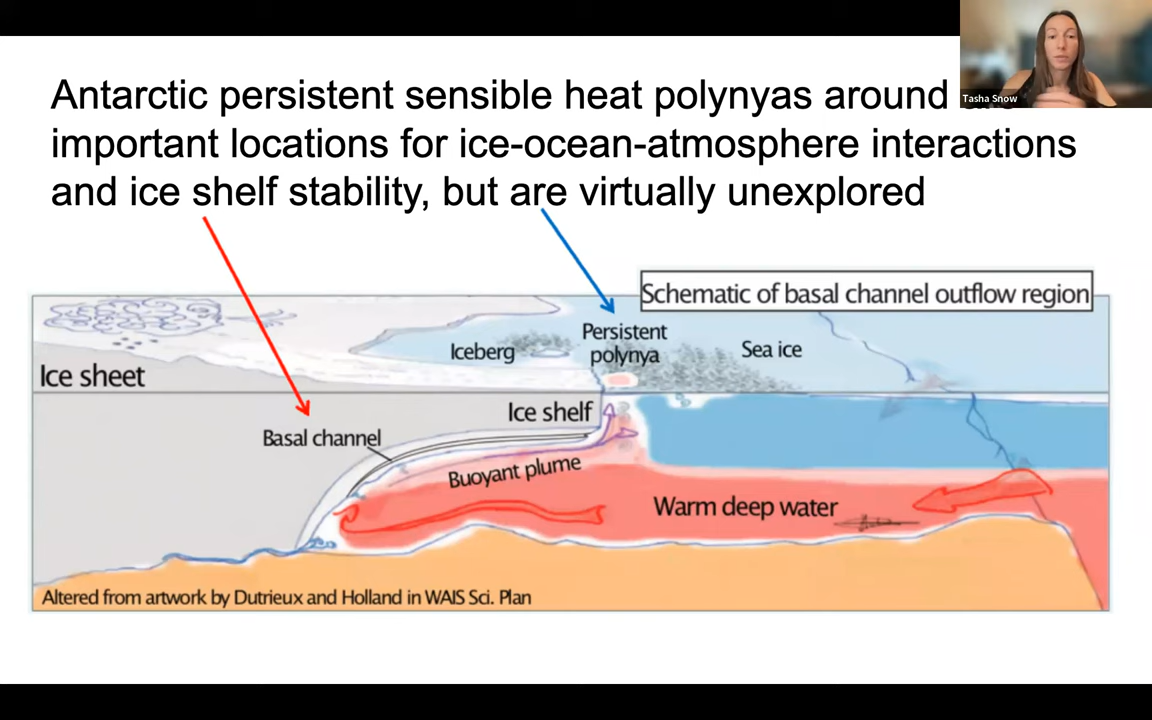 Antarctic persistent sensible heat polynyas around
important locations for ice-ocean-atmosphere interactions
and ice shelf stability, but are virtually unexplored
Tasha Snow
Schematic of basal channel outflow region
Persistent
polynya
Iceberg
Sea ice
Ice sheet
Ice shelf
Basal channel
Buoyant plume
Warm deep water
Altered from artwork by Dutrieux and Holland in WAIS Sci. Plan